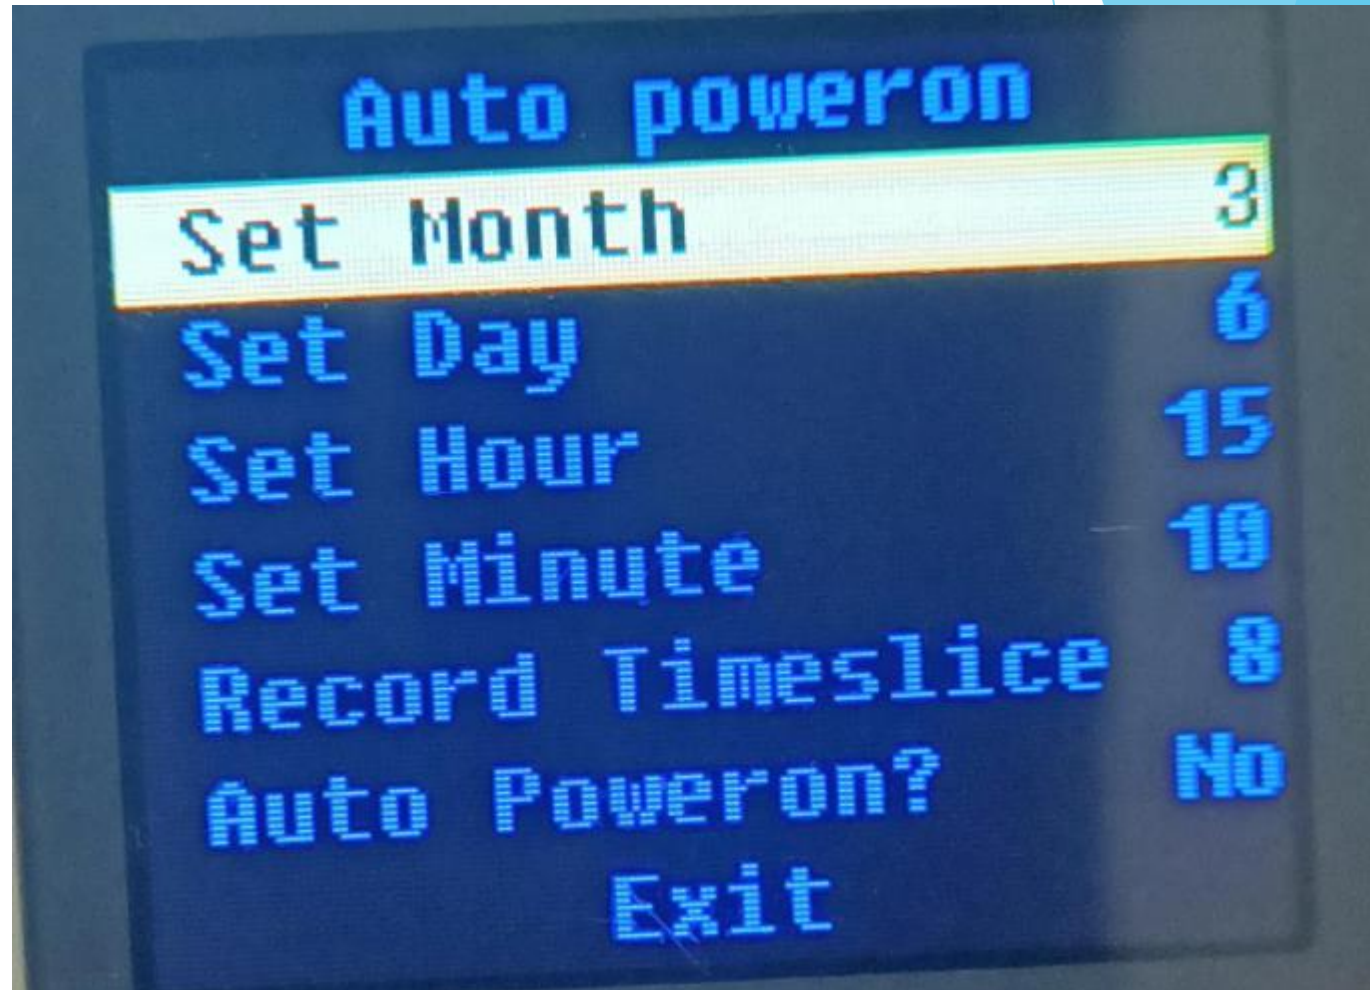 Auto poweron
Set Month 3
Set Day 6
Set Hour 15
Set Minute 10
Record Timeslice 8
Auto Poweron? No
Exit